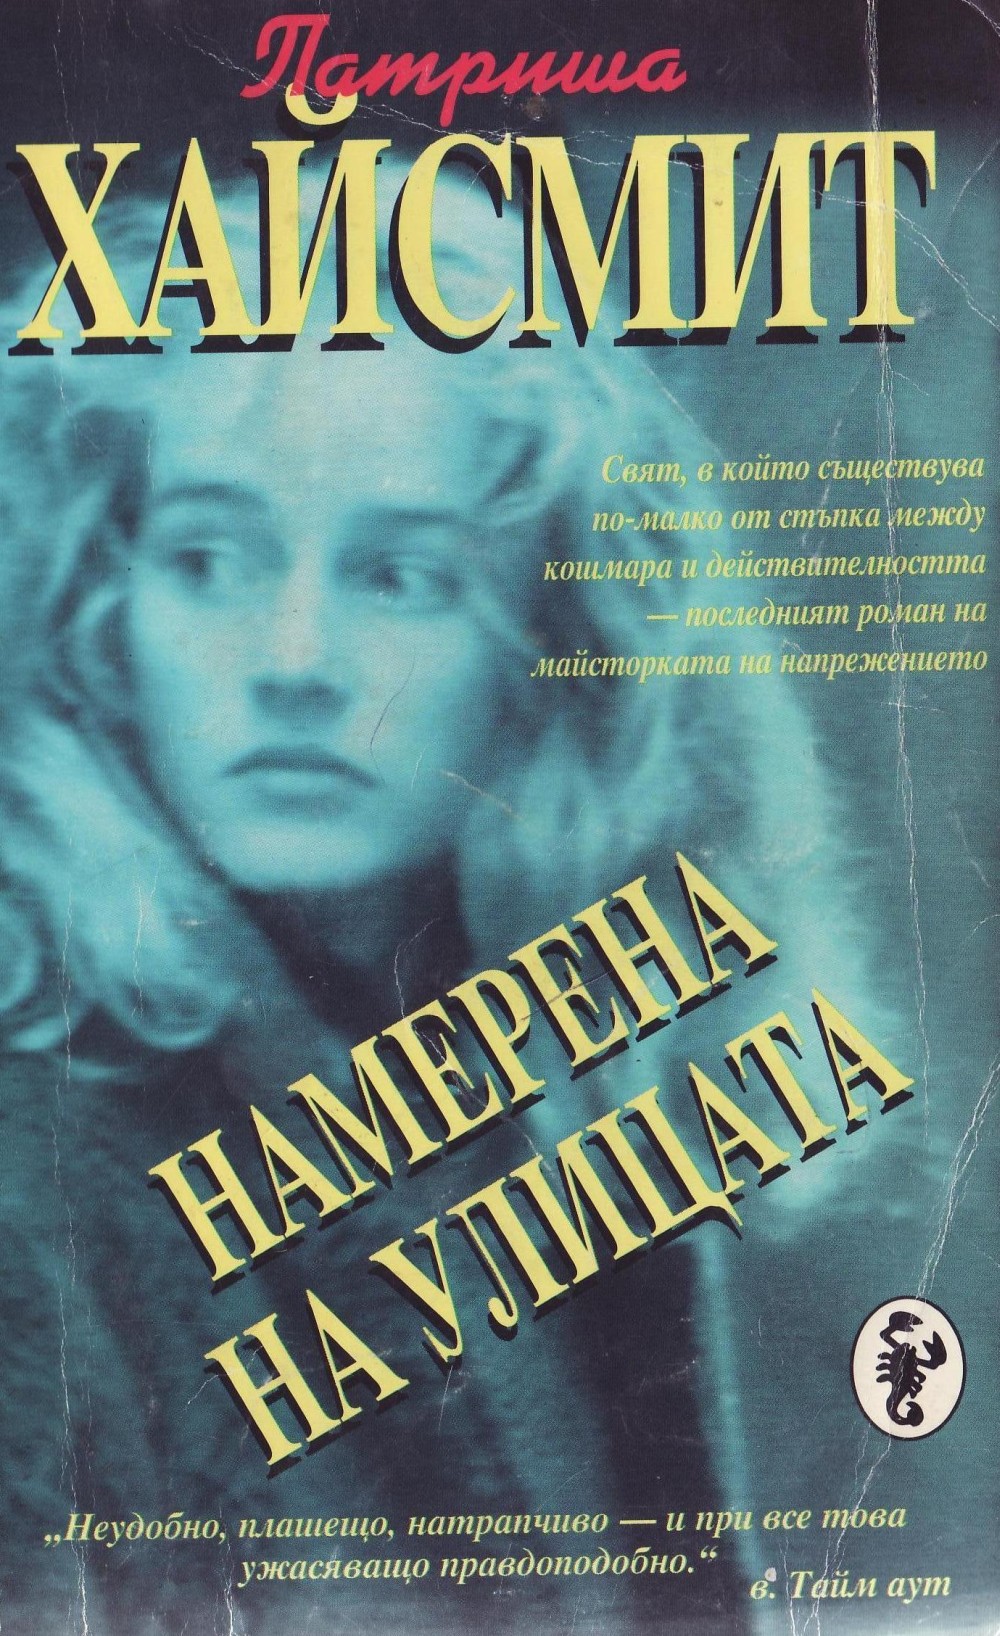 Патриша
ХАЙСМИТ
Свят, в който съществува
по-малко от стъпка между
кошмара и действителността
— последният роман на
майсторката на напрежението
НАМЕРЕНА
НА УЛИЦАТА
„Неудобно, плашещо, натрапчиво — и при все това
ужасяващо правдоподобно.“
в. Тайм аут